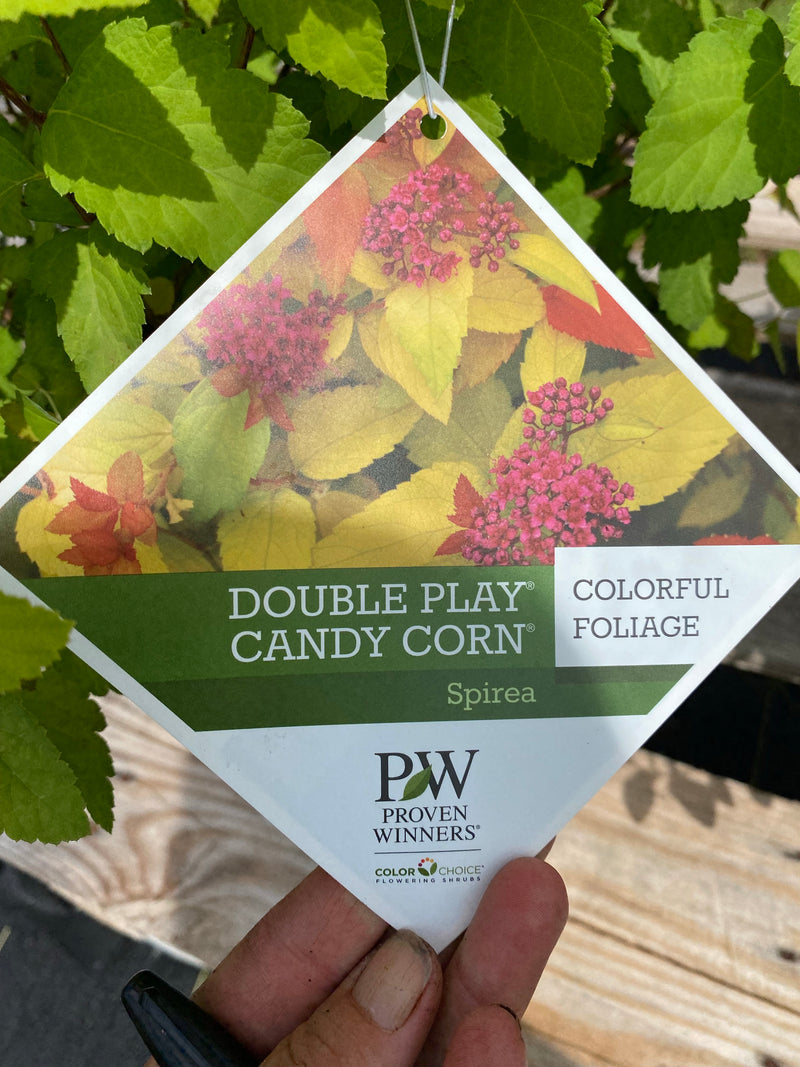 DOUBLE PLAY®
CANDY CORN®
COLORFUL
FOLIAGE
Spirea
PW
PROVEN
WINNERS®
COLOR CHOICE®
FLOWERING SHRUBS